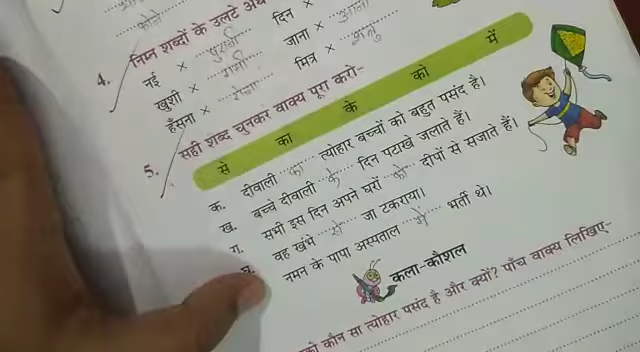 4. निम्न शब्दों के उलटे अर्थ
नई × पुरानी दिन ×
खुशी × गमी जाना × आना
हँसना × रोना मित्र × शत्रु
5. सही शब्द चुनकर वाक्य पूरा करो-
से का के को में
क. दीवाली का त्योहार बच्चों को बहुत पसंद है।
ख. बच्चे दीवाली के दिन पटाखे जलाते हैं।
ग. सभी इस दिन अपने घरों को दीपों से सजाते हैं।
घ. वह खंभे से जा टकराया।
नमन के पापा अस्पताल में भर्ती थे।
कला-कौशल
को कौन सा त्योहार पसंद है और क्यों? पाँच वाक्य लिखिए-